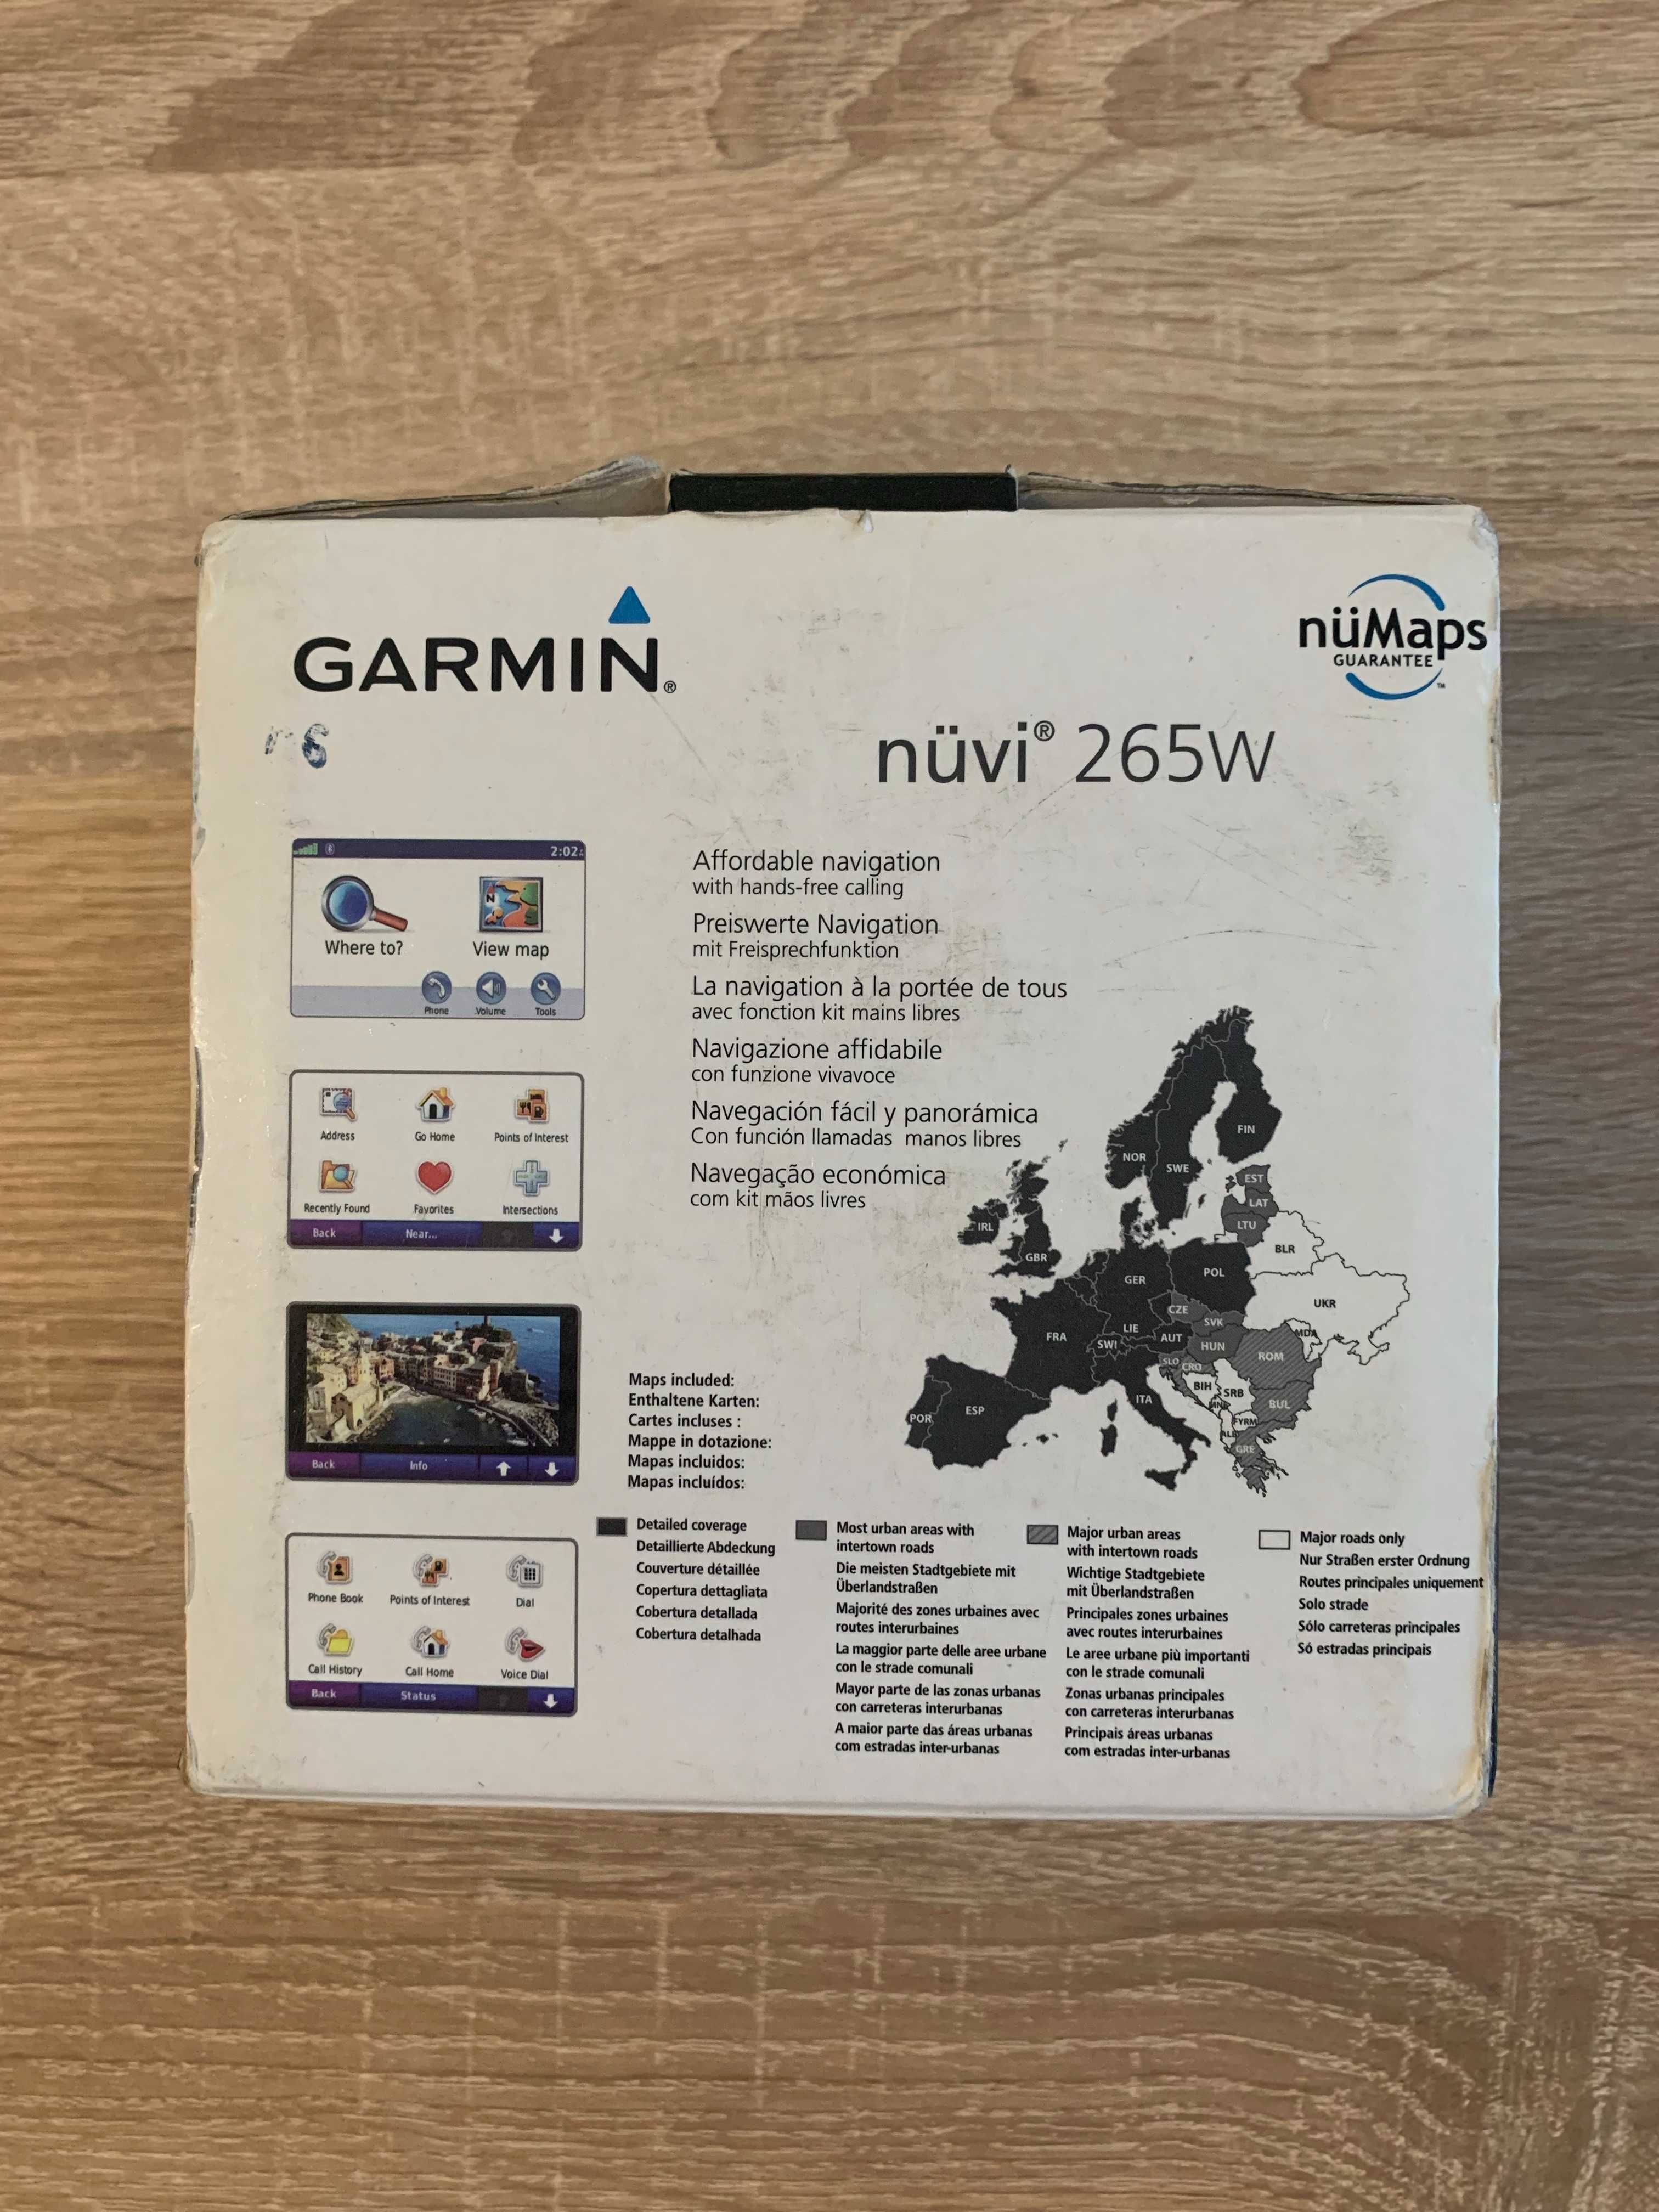 GARMIN®
nüMaps
GUARANTEE™
nüvi® 265W
6
2:02
Where to?
View map
Phone
Volume
Tools
Address
Go Home
Points of Interest
Recently Found
Favorites
Intersections
Back
Near...
Back
Info
Phone Book
Points of Interest
Dial
Call History
Call Home
Voice Dial
Back
Status
Affordable navigation
with hands-free calling
Preiswerte Navigation
mit Freisprechfunktion
La navigation à la portée de tous
avec fonction kit mains libres
Navigazione affidabile
con funzione vivavoce
Navegación fácil y panorámica
Con función llamadas manos libres
Navegação económica
com kit mãos livres
FIN
NOR
SWE
EST
LAT
LTU
IRL
GBR
BLR
GER
POL
UKR
CZE
SVK
LIE
FRA
SWI
AUT
HUN
MDA
ROM
SLO
CRO
BIH
SRB
ITA
MNE
BUL
POR
ESP
FYRM
ALB
GRE
Maps included:
Enthaltene Karten:
Cartes incluses :
Mappe in dotazione:
Mapas incluidos:
Mapas incluídos:
Detailed coverage
Detaillierte Abdeckung
Couverture détaillée
Copertura dettagliata
Cobertura detallada
Cobertura detalhada
Most urban areas with
intertown roads
Die meisten Stadtgebiete mit
Überlandstraßen
Majorité des zones urbaines avec
routes interurbaines
La maggior parte delle aree urbane
con le strade comunali
Mayor parte de las zonas urbanas
con carreteras interurbanas
A maior parte das áreas urbanas
com estradas inter-urbanas
Major urban areas
with intertown roads
Wichtige Stadtgebiete
mit Überlandstraßen
Principales zones urbaines
avec routes interurbaines
Le aree urbane più importanti
con le strade comunali
Zonas urbanas principales
con carreteras interurbanas
Principais áreas urbanas
com estradas inter-urbanas
Major roads only
Nur Straßen erster Ordnung
Routes principales uniquement
Solo strade
Sólo carreteras principales
Só estradas principais